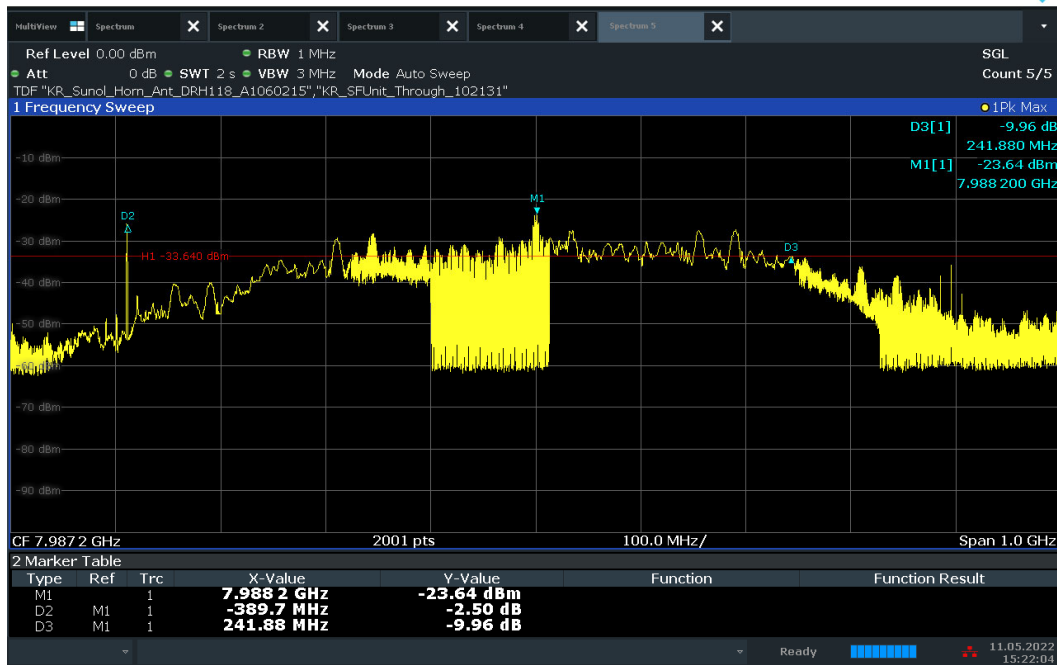 MultiView Spectrum Spectrum 2 Spectrum 3 Spectrum 4 Spectrum 5
Ref Level 0.00 dBm RBW 1 MHz SGL
Att 0 dB SWT 2 s VBW 3 MHz Mode Auto Sweep Count 5/5
TDF "KR_Sunol_Horn_Ant_DRH118_A1060215","KR_SFUnit_Through_102131"
1 Frequency Sweep 1Pk Max
D3[1] -9.96 dB
241.880 MHz
-10 dBm M1[1] -23.64 dBm
7.988 200 GHz
-20 dBm M1
D2
-30 dBm D3
H1 -33.640 dBm
-40 dBm
-50 dBm
-60 dBm
-70 dBm
-80 dBm
-90 dBm
CF 7.987 2 GHz 2001 pts 100.0 MHz/ Span 1.0 GHz
2 Marker Table
Type Ref Trc X-Value Y-Value Function Function Result
M1 1 7.988 2 GHz -23.64 dBm
D2 M1 1 -389.7 MHz -2.50 dB
D3 M1 1 241.88 MHz -9.96 dB
Ready 11.05.2022
15:22:04